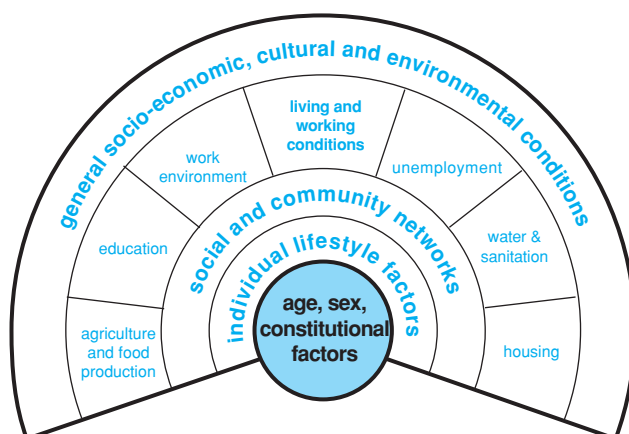 general socio-economic, cultural and environmental conditions
living and
working
conditions
work
environment
unemployment
education
water &
sanitation
agriculture
and food
production
housing
social and community networks
individual lifestyle factors
age, sex,
constitutional
factors